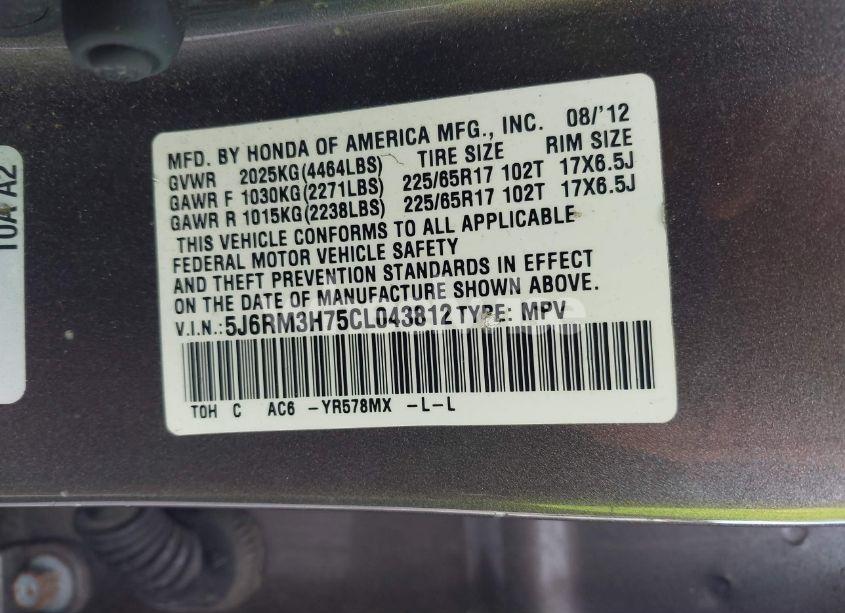 10A A2
MFD. BY HONDA OF AMERICA MFG., INC. 08/'12
GVWR 2025KG(4464LBS) TIRE SIZE RIM SIZE
GAWR F 1030KG(2271LBS) 225/65R17 102T 17X6.5J
GAWR R 1015KG(2238LBS) 225/65R17 102T 17X6.5J
THIS VEHICLE CONFORMS TO ALL APPLICABLE
FEDERAL MOTOR VEHICLE SAFETY
AND THEFT PREVENTION STANDARDS IN EFFECT
ON THE DATE OF MANUFACTURE SHOWN ABOVE.
V.I.N.: 5J6RM3H75CL043812 TYPE: MPV
TOH C AC6 -YR578MX -L-L